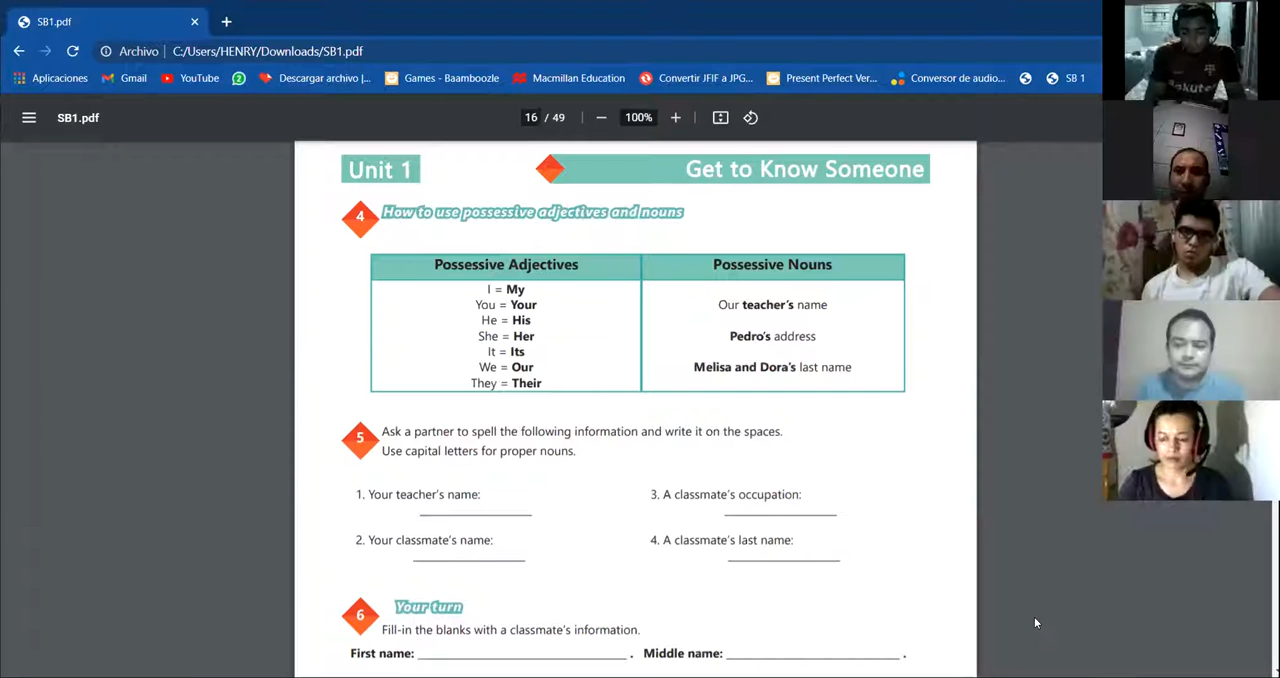 SB1.pdf
Archivo C:/Users/HENRY/Downloads/SB1.pdf
Aplicaciones Gmail YouTube 2 Descargar archivo |... Games - Baamboozle Macmillan Education Convertir JFIF a JPG... Present Perfect Ver... Conversor de audio... SB 1
SB1.pdf 16 / 49 100%
Unit 1 Get to Know Someone
4 How to use possessive adjectives and nouns
Possessive Adjectives Possessive Nouns
I = My
You = Your
He = His
She = Her
It = Its
We = Our
They = Their
Our teacher's name
Pedro's address
Melisa and Dora's last name
5 Ask a partner to spell the following information and write it on the spaces.
Use capital letters for proper nouns.
1. Your teacher's name:
2. Your classmate's name:
3. A classmate's occupation:
4. A classmate's last name:
6 Your turn
Fill-in the blanks with a classmate's information.
First name: . Middle name: .
Rakuten